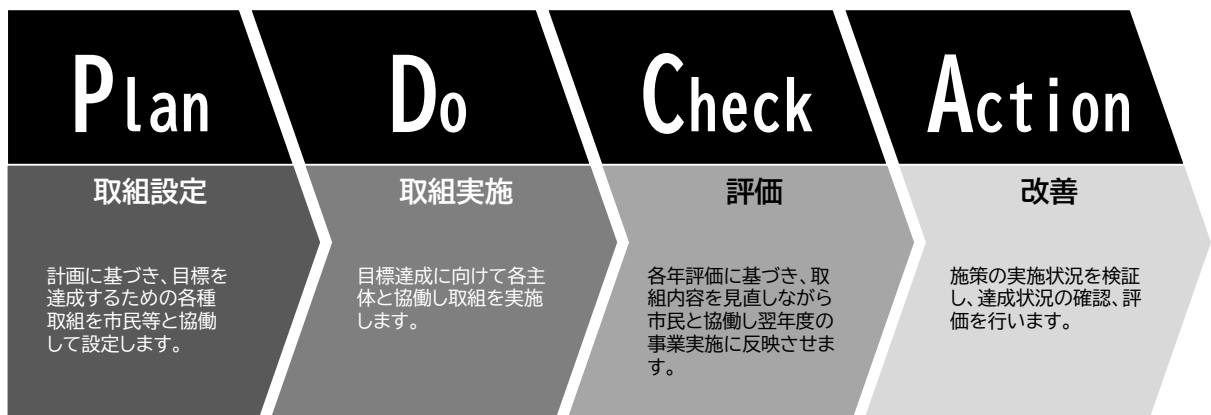 Plan
取組設定
計画に基づき、目標を
達成するための各種
取組を市民等と協働
して設定します。
Do
取組実施
目標達成に向けて各主
体と協働し取組を実施
します。
Check
評価
各年評価に基づき、取
組内容を見直しながら
市民と協働し翌年度の
事業実施に反映させま
す。
Action
改善
施策の実施状況を検証
し、達成状況の確認、評
価を行います。